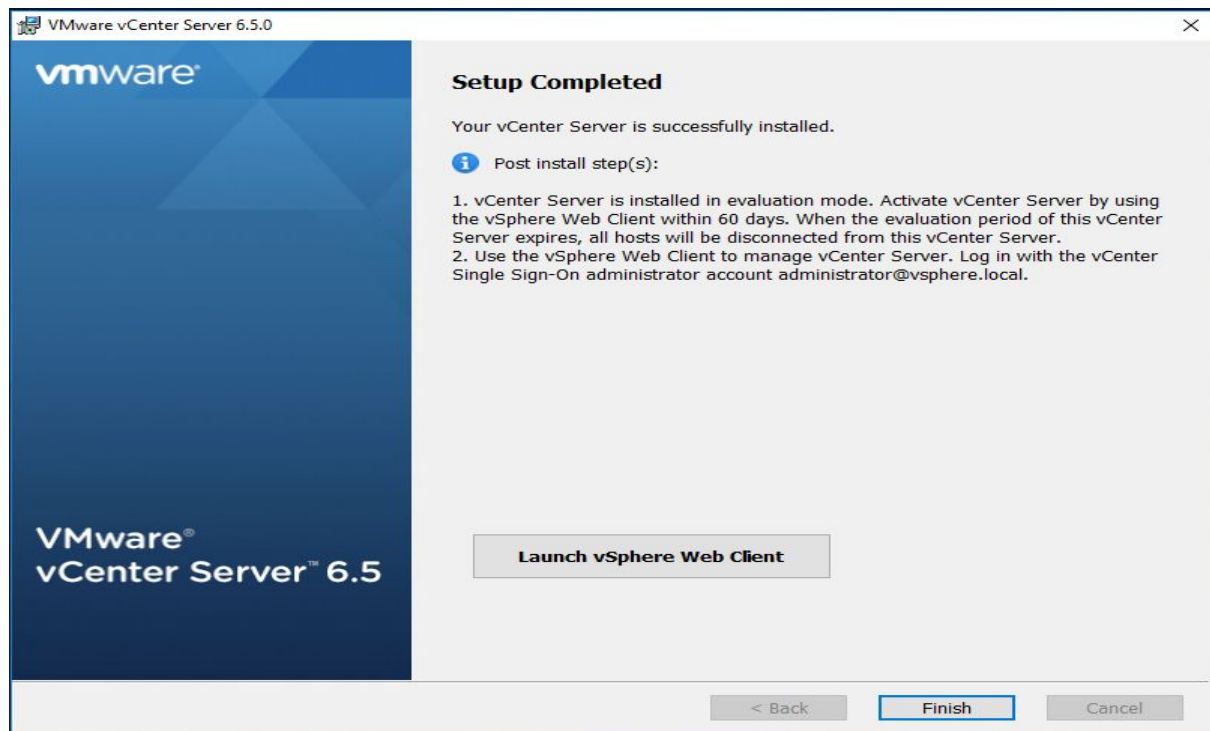 VMware vCenter Server 6.5.0
vmware®
Setup Completed
Your vCenter Server is successfully installed.
Post install step(s):
1. vCenter Server is installed in evaluation mode. Activate vCenter Server by using
the vSphere Web Client within 60 days. When the evaluation period of this vCenter
Server expires, all hosts will be disconnected from this vCenter Server.
2. Use the vSphere Web Client to manage vCenter Server. Log in with the vCenter
Single Sign-On administrator account administrator@vsphere.local.
VMware®
vCenter Server™ 6.5
Launch vSphere Web Client
< Back
Finish
Cancel